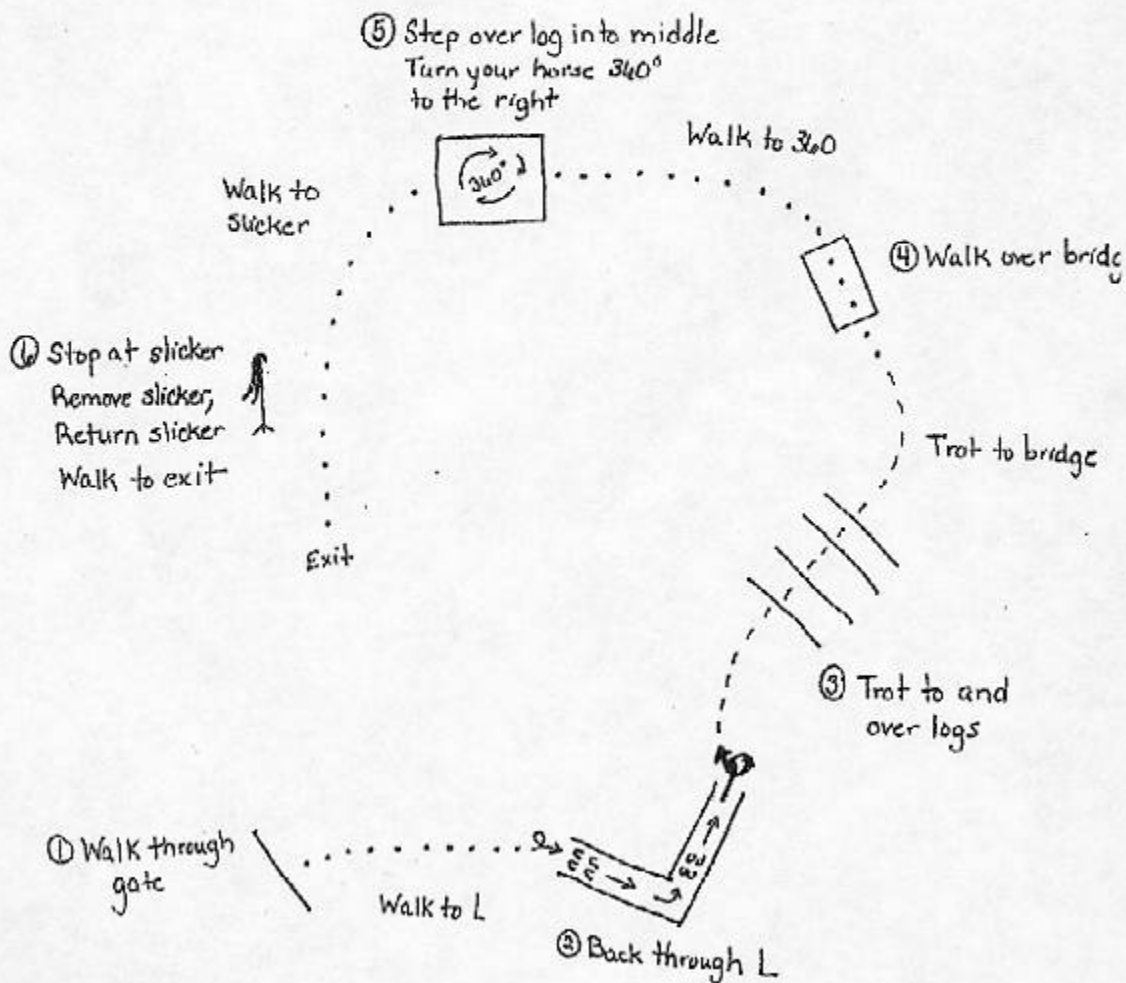 ⑤ Step over log into middle
Turn your horse 360°
to the right
360°
Walk to 360
Walk to
slicker
④ Walk over bridg
⑥ Stop at slicker
Remove slicker,
Return slicker
Walk to exit
Trot to bridge
Exit
③ Trot to and
over logs
① Walk through
gate
Walk to L
② Back through L